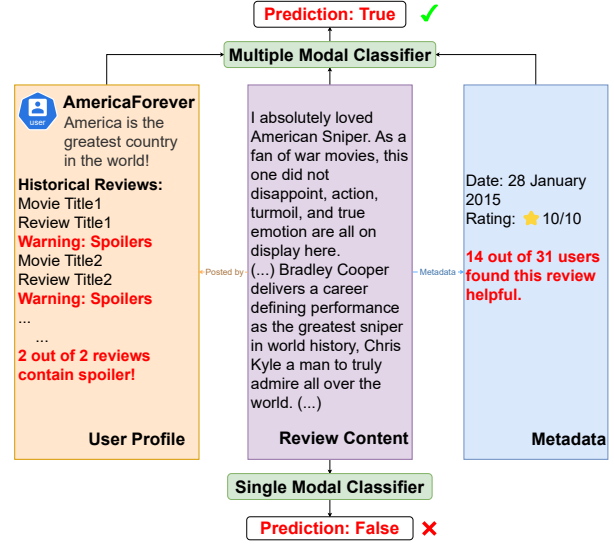 Prediction: True
Multiple Modal Classifier
user
AmericaForever
America is the
greatest country
in the world!
Historical Reviews:
Movie Title1
Review Title1
Warning: Spoilers
Movie Title2
Review Title2
Warning: Spoilers
...
...
2 out of 2 reviews
contain spoiler!
User Profile
Posted by
I absolutely loved
American Sniper. As a
fan of war movies, this
one did not
disappoint, action,
turmoil, and true
emotion are all on
display here.
(...) Bradley Cooper
delivers a career
defining performance
as the greatest sniper
in world history, Chris
Kyle a man to truly
admire all over the
world. (...)
Review Content
Metadata
Date: 28 January
2015
Rating: 10/10
14 out of 31 users
found this review
helpful.
Metadata
Single Modal Classifier
Prediction: False